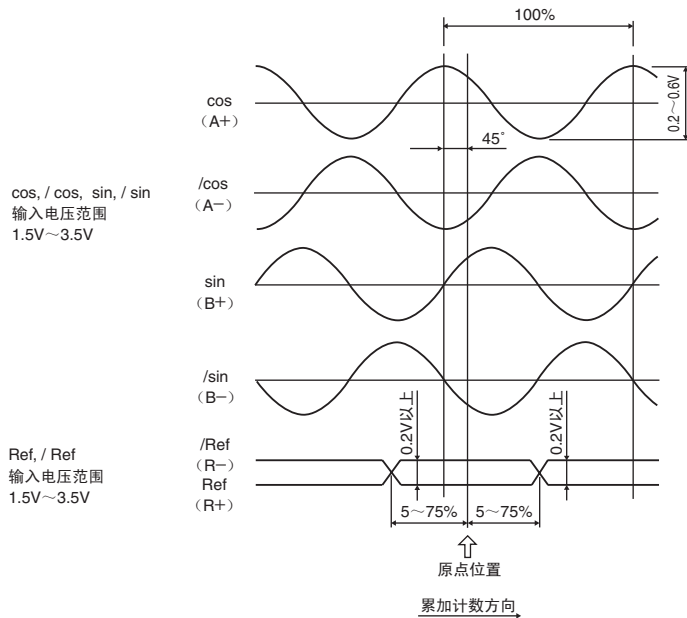 100%
cos
（A+）
0.2～0.6V
45°
/cos
（A−）
cos, / cos, sin, / sin
输入电压范围
1.5V～3.5V
sin
（B+）
/sin
（B−）
0.2V以上
0.2V以上
/Ref
（R−）
Ref
（R+）
Ref, / Ref
输入电压范围
1.5V～3.5V
5～75%
5～75%
原点位置
累加计数方向